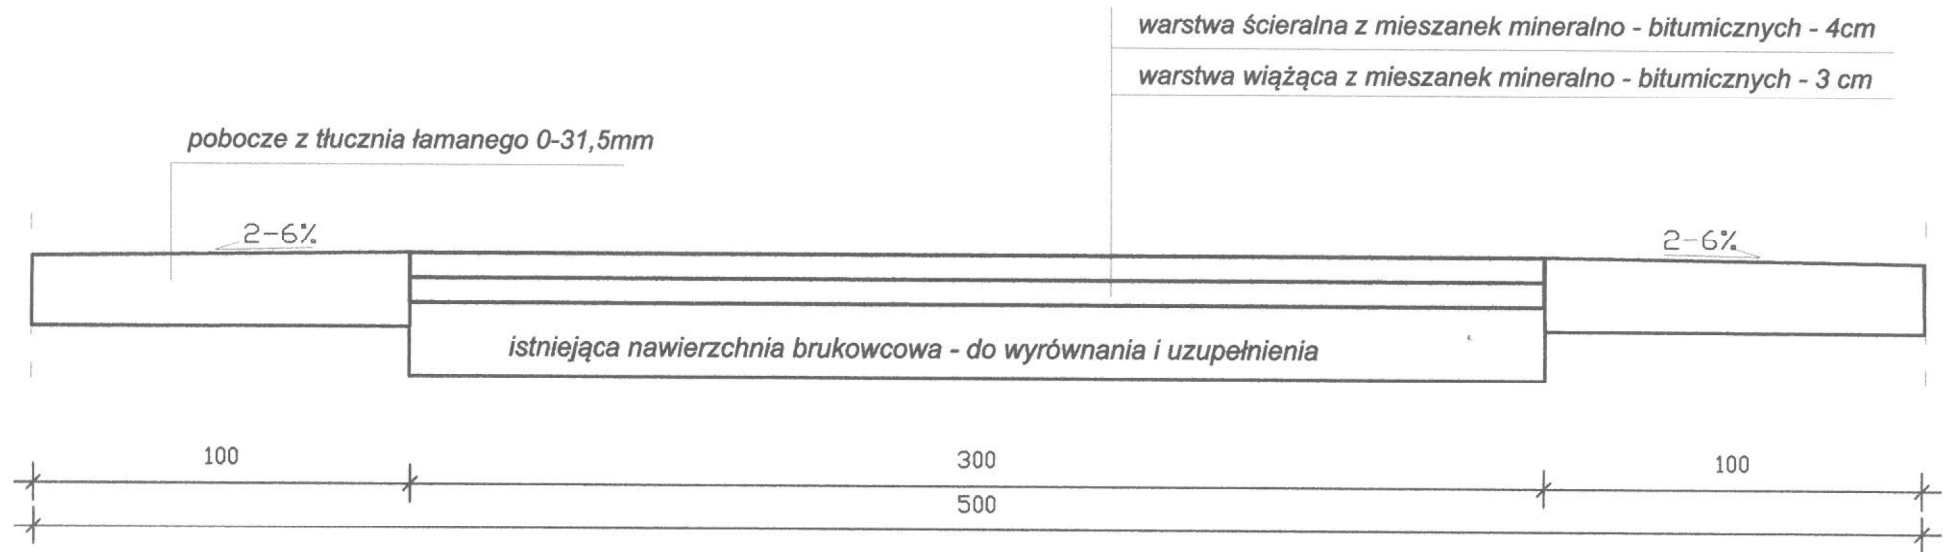 warstwa ścieralna z mieszanek mineralno - bitumicznych - 4cm
warstwa wiążąca z mieszanek mineralno - bitumicznych - 3 cm
pobocze z tłucznia łamanego 0-31,5mm
2-6%
2-6%
istniejąca nawierzchnia brukowcowa - do wyrównania i uzupełnienia
100
300
100
500